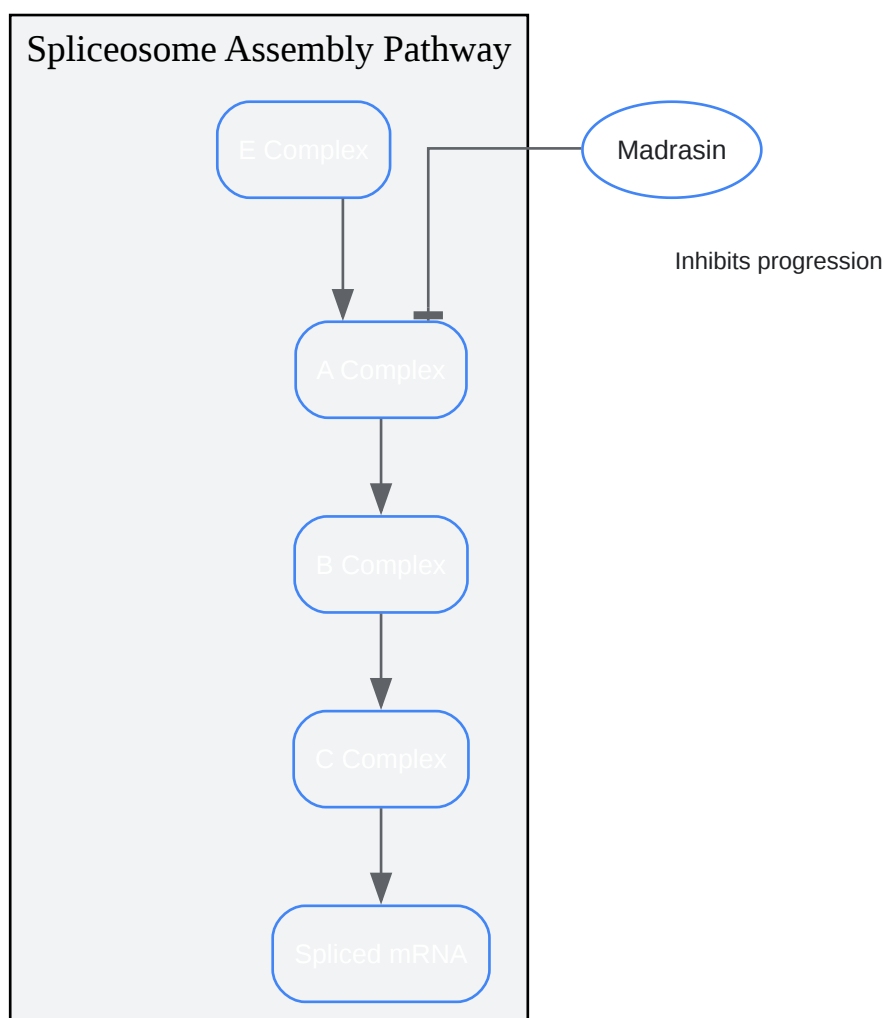 Spliceosome Assembly Pathway
E Complex
Madrasin
Inhibits progression
A Complex
B Complex
C Complex
Spliced mRNA